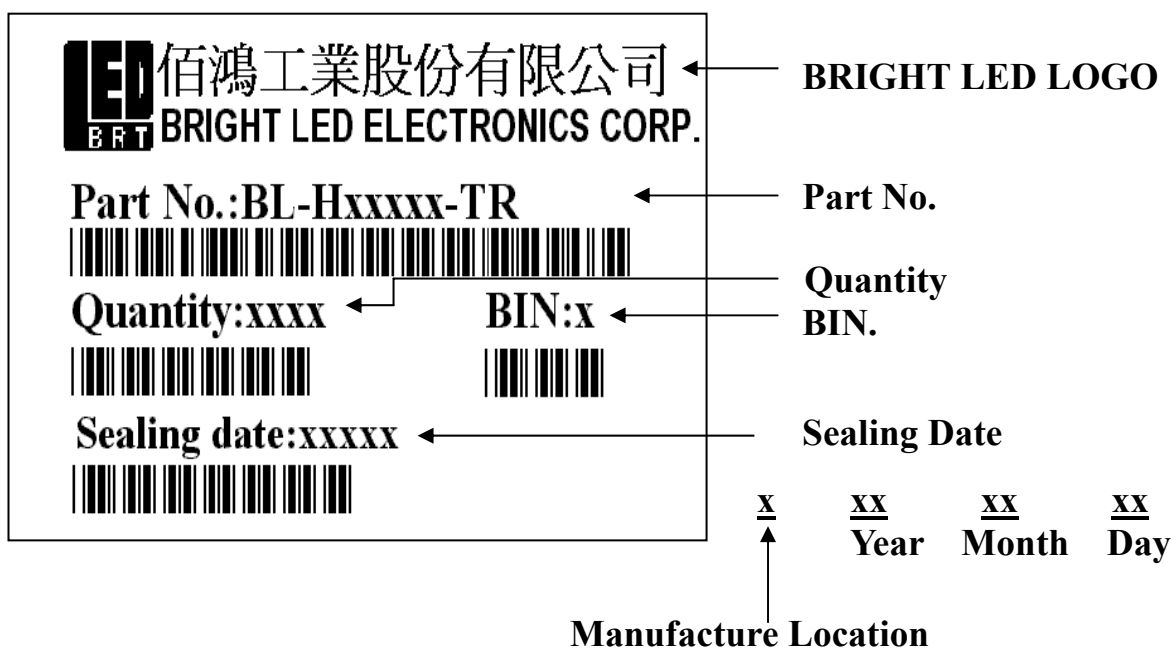 LED
BRT
佰鴻工業股份有限公司
BRIGHT LED ELECTRONICS CORP.
BRIGHT LED LOGO
Part No.:BL-Hxxxxx-TR
Part No.
Quantity:xxxx
BIN:x
Quantity
BIN.
Sealing date:xxxxx
Sealing Date
x xx xx xx
Year Month Day
Manufacture Location